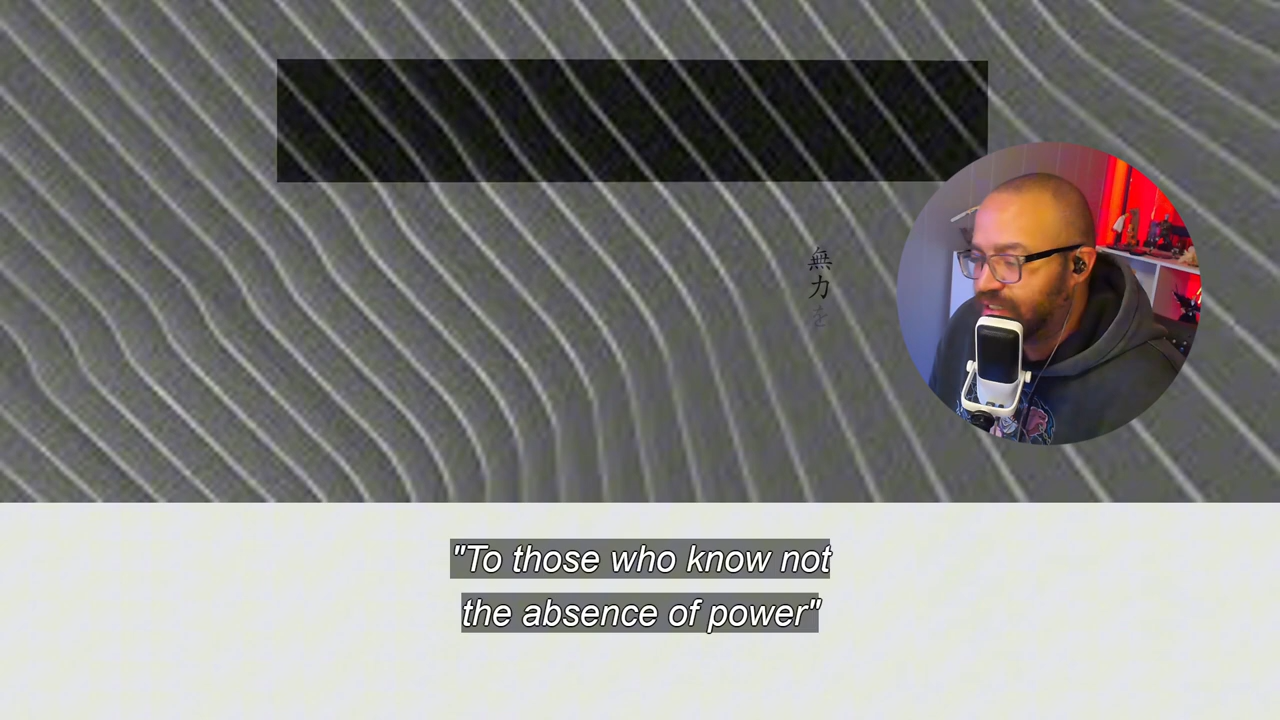 無力を
"To those who know not
the absence of power"